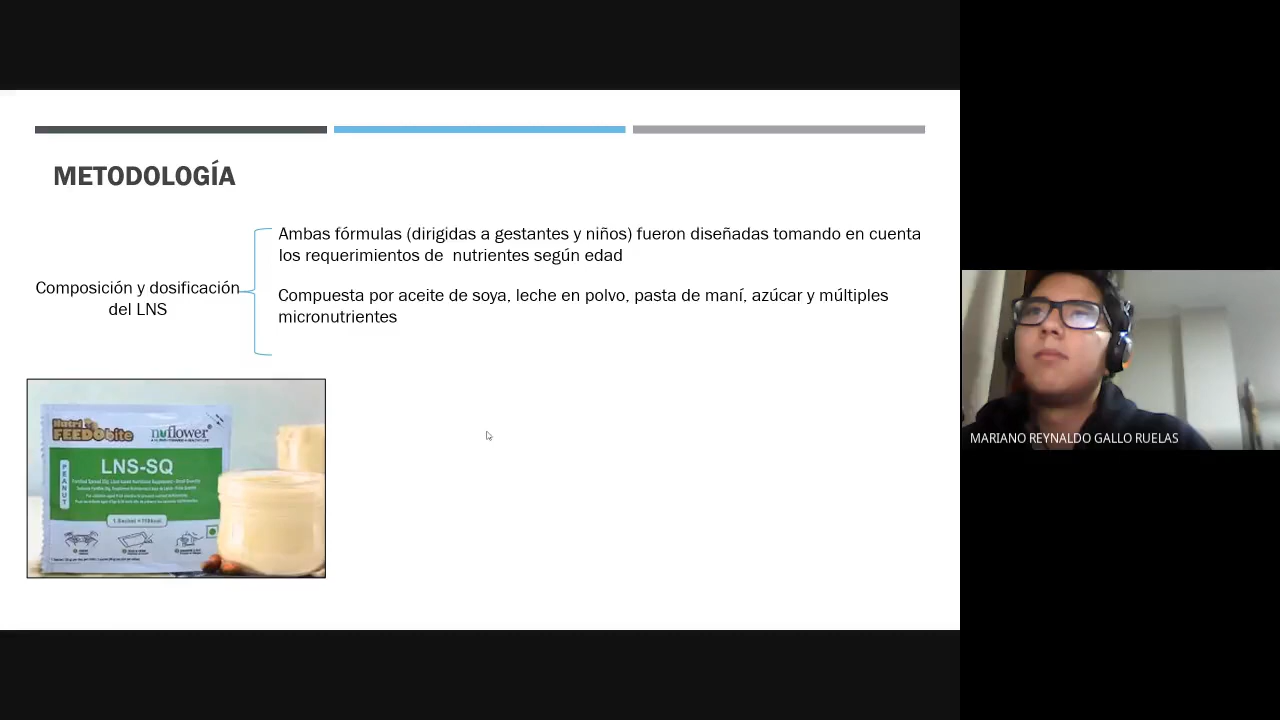 METODOLOGÍA
Ambas fórmulas (dirigidas a gestantes y niños) fueron diseñadas tomando en cuenta
los requerimientos de nutrientes según edad
Composición y dosificación
del LNS
Compuesta por aceite de soya, leche en polvo, pasta de maní, azúcar y múltiples
micronutrientes
Nutri
FEEDObite
nuflower
LNS-SQ
PEANUT
MARIANO REYNALDO GALLO RUELAS